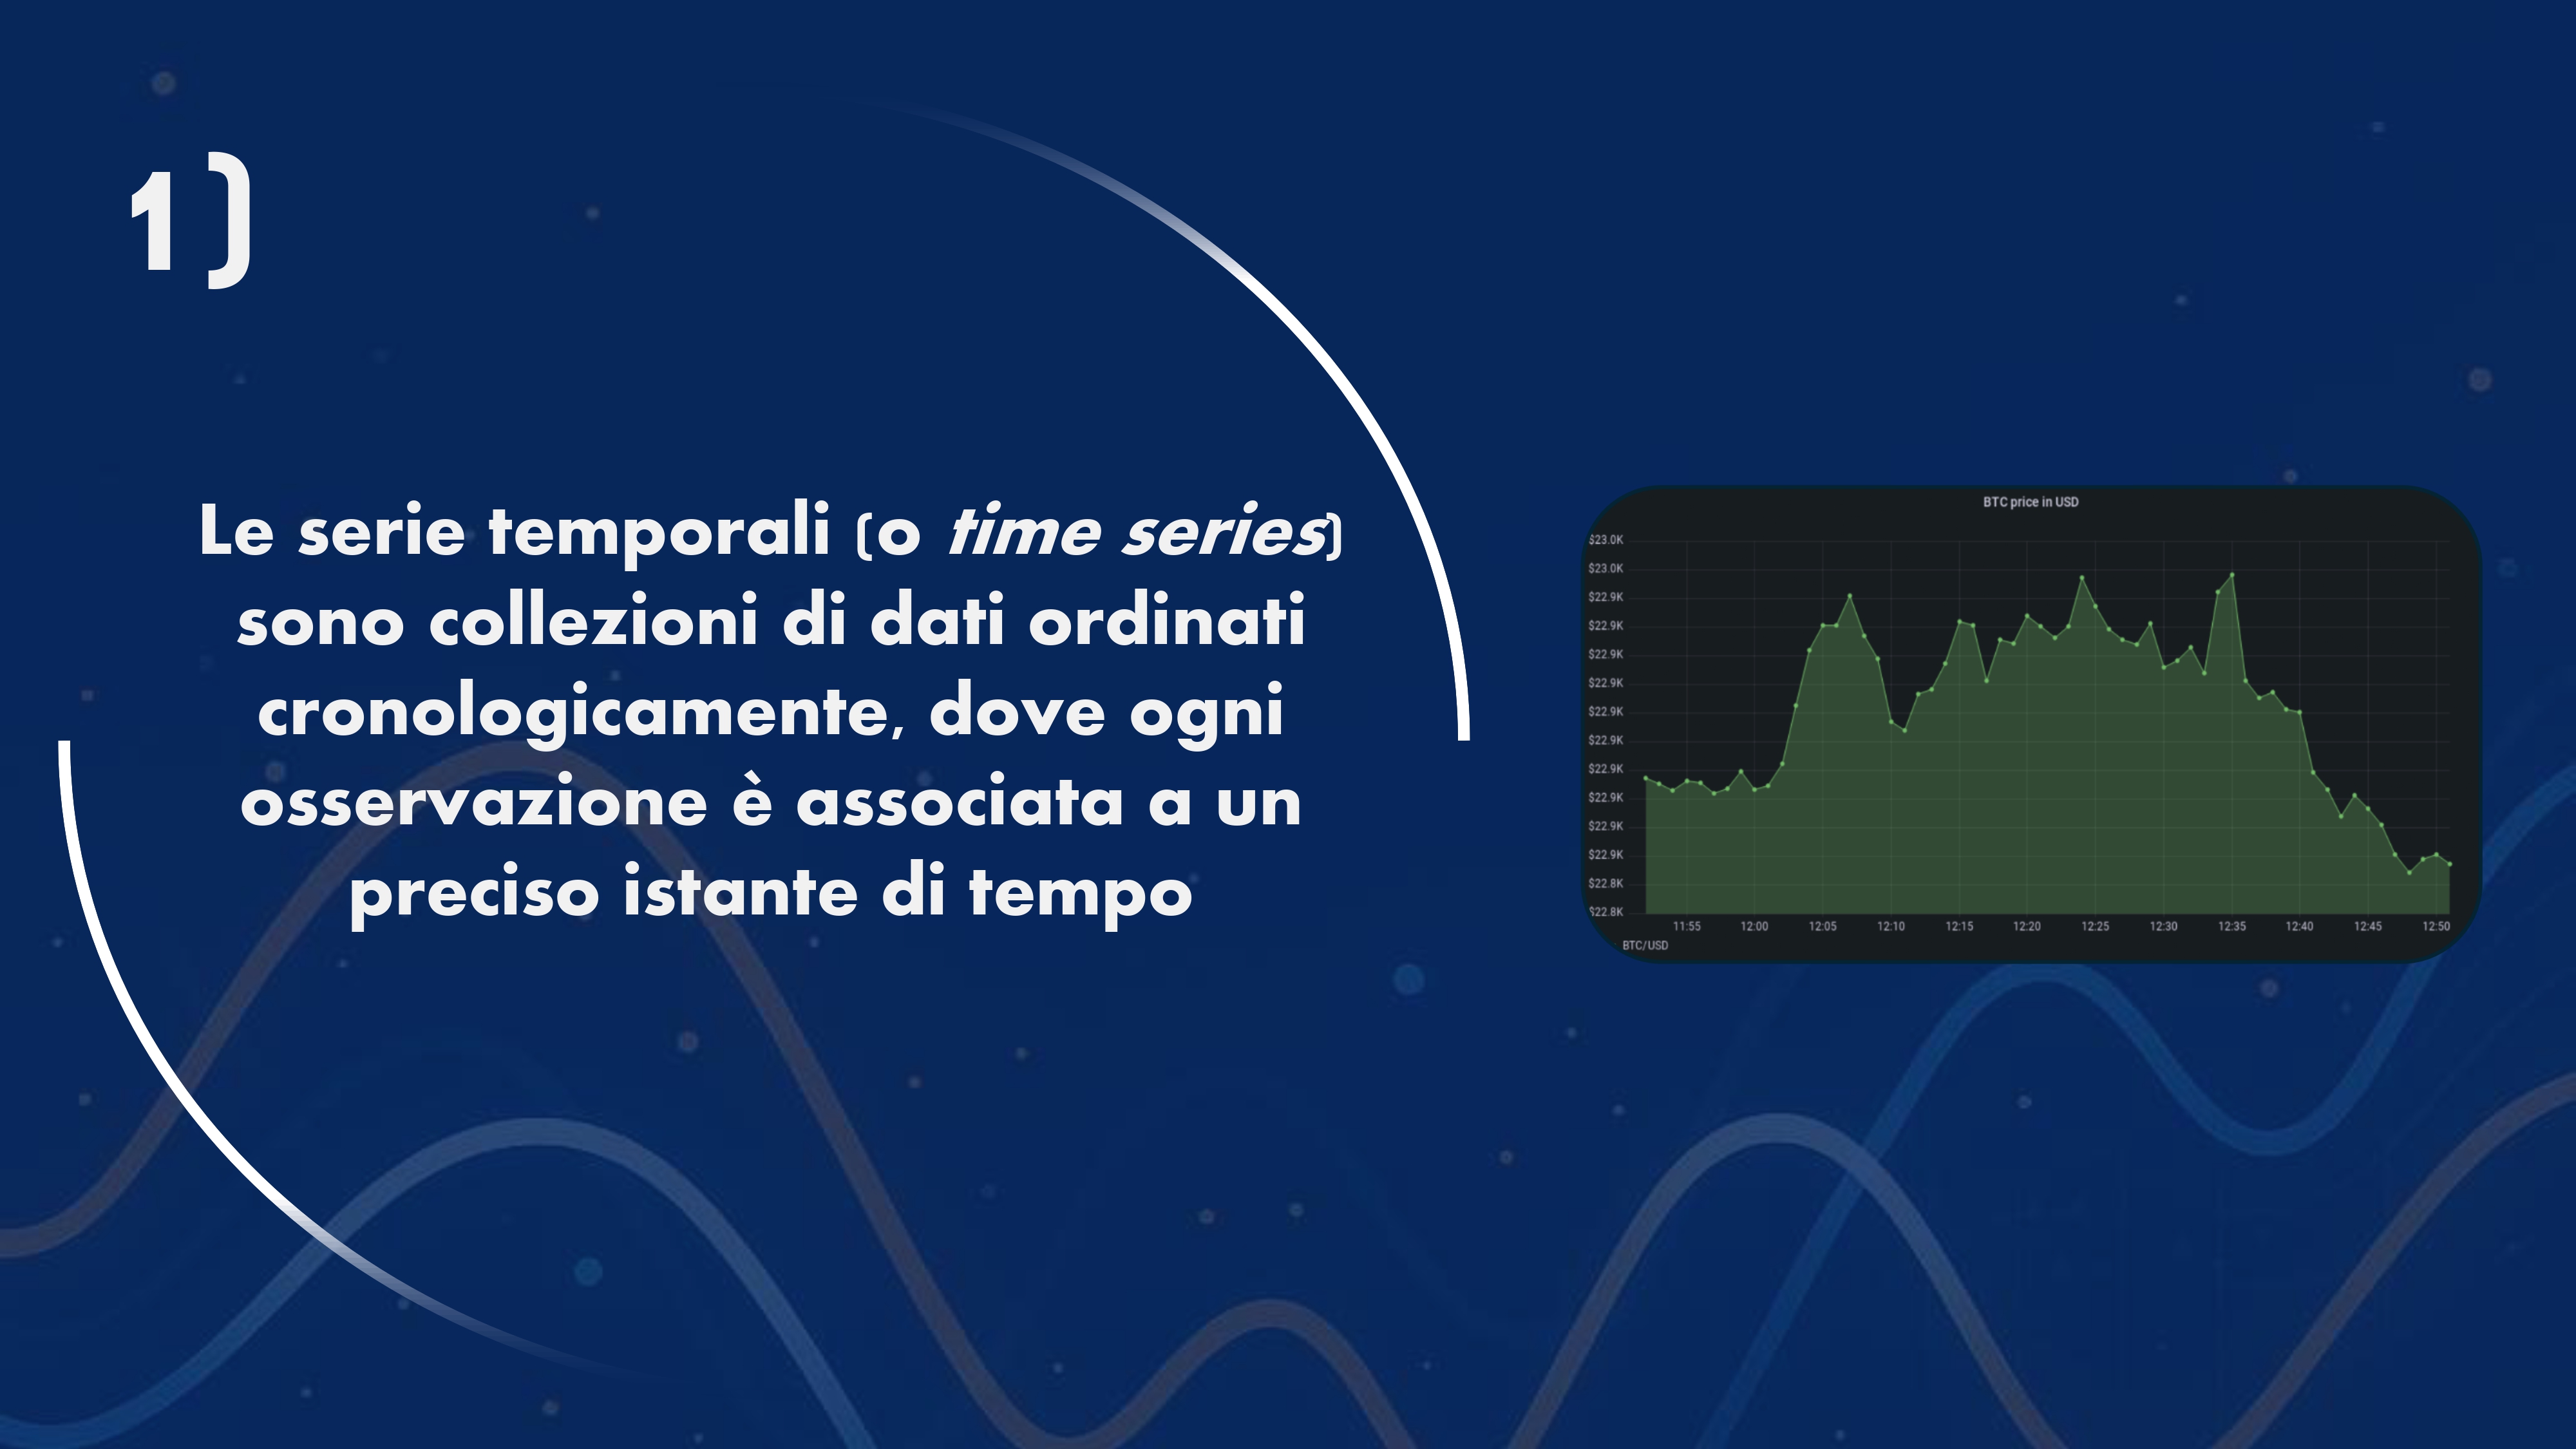 1)
Le serie temporali (o time series)
sono collezioni di dati ordinati
cronologicamente, dove ogni
osservazione è associata a un
preciso istante di tempo
BTC price in USD
$23.0K
$23.0K
$22.9K
$22.9K
$22.9K
$22.9K
$22.9K
$22.9K
$22.9K
$22.9K
$22.9K
$22.9K
$22.8K
$22.8K
11:55 12:00 12:05 12:10 12:15 12:20 12:25 12:30 12:35 12:40 12:45 12:50
BTC/USD